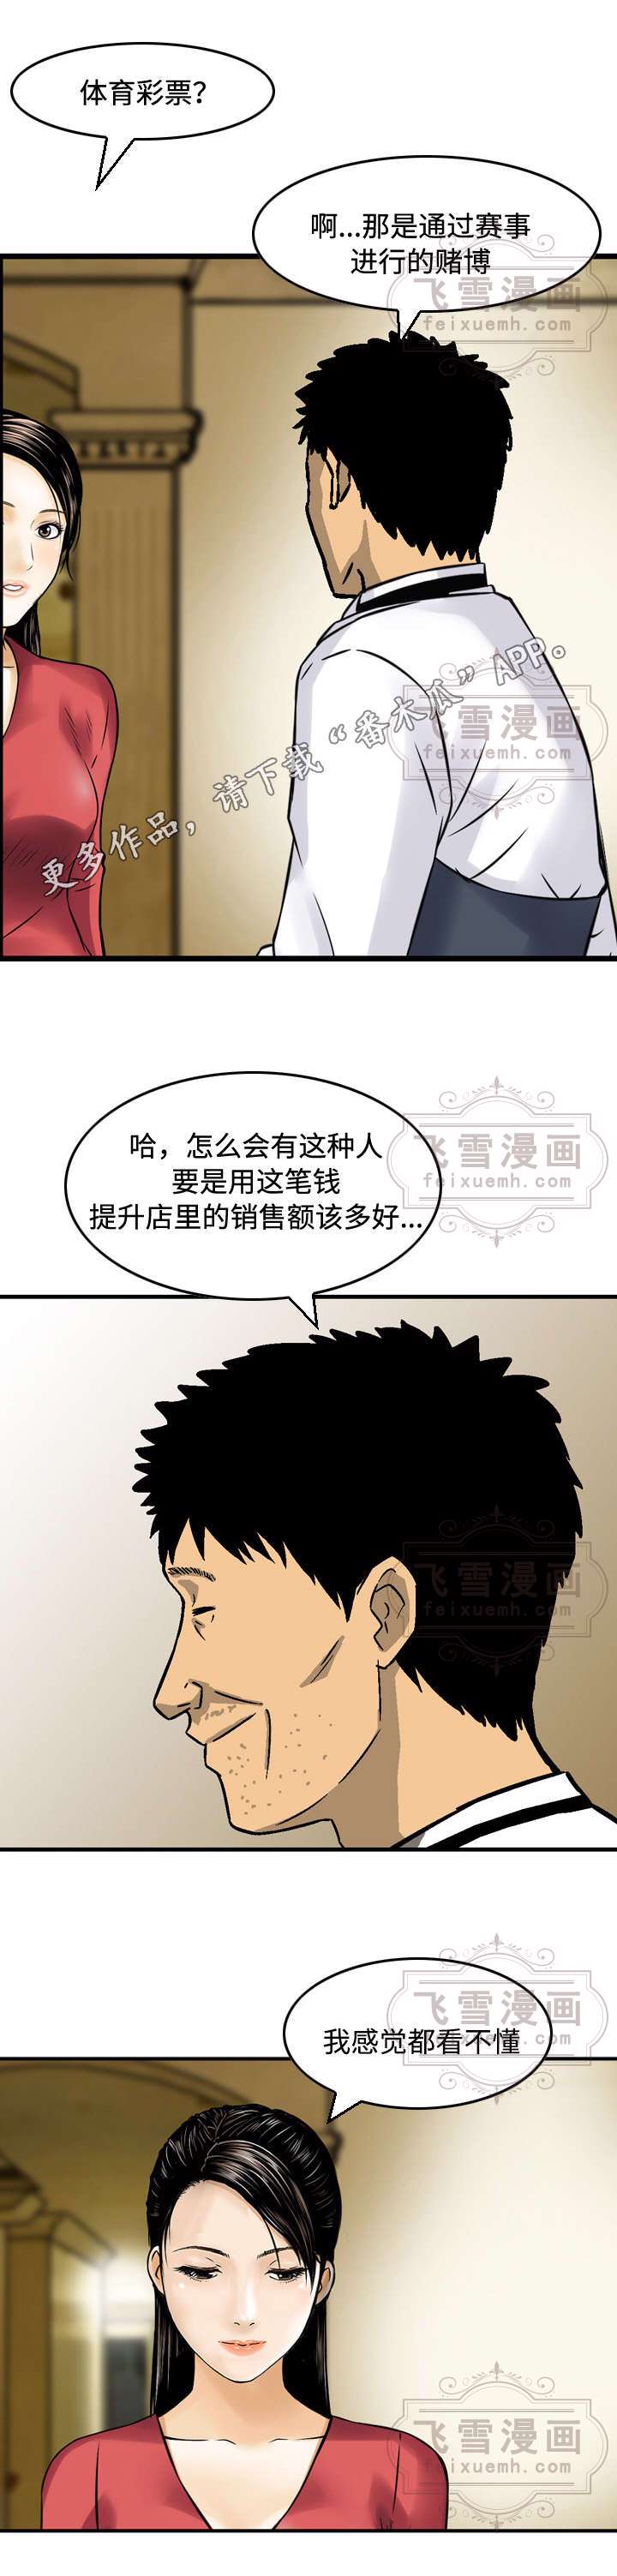 体育彩票?
啊...那是通过赛事
进行的赌博
飞雪漫画
feixuemh.com
飞雪漫画
feixuemh.com
更多作品，请下载“番木瓜”APP。
哈，怎么会有这种人
要是用这笔钱
提升店里的销售额该多好...
飞雪漫画
feixuemh.com
飞雪漫画
feixuemh.com
我感觉都看不懂
飞雪漫画
feixuemh.com
飞雪漫画
feixuemh.com